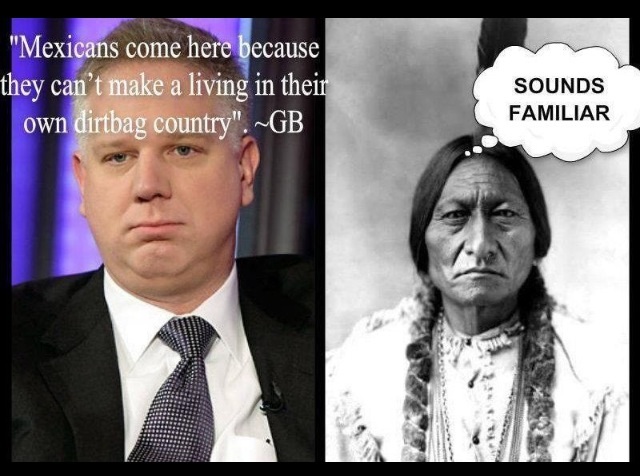 "Mexicans come here because
they can't make a living in their
own dirtbag country". ~GB
SOUNDS
FAMILIAR